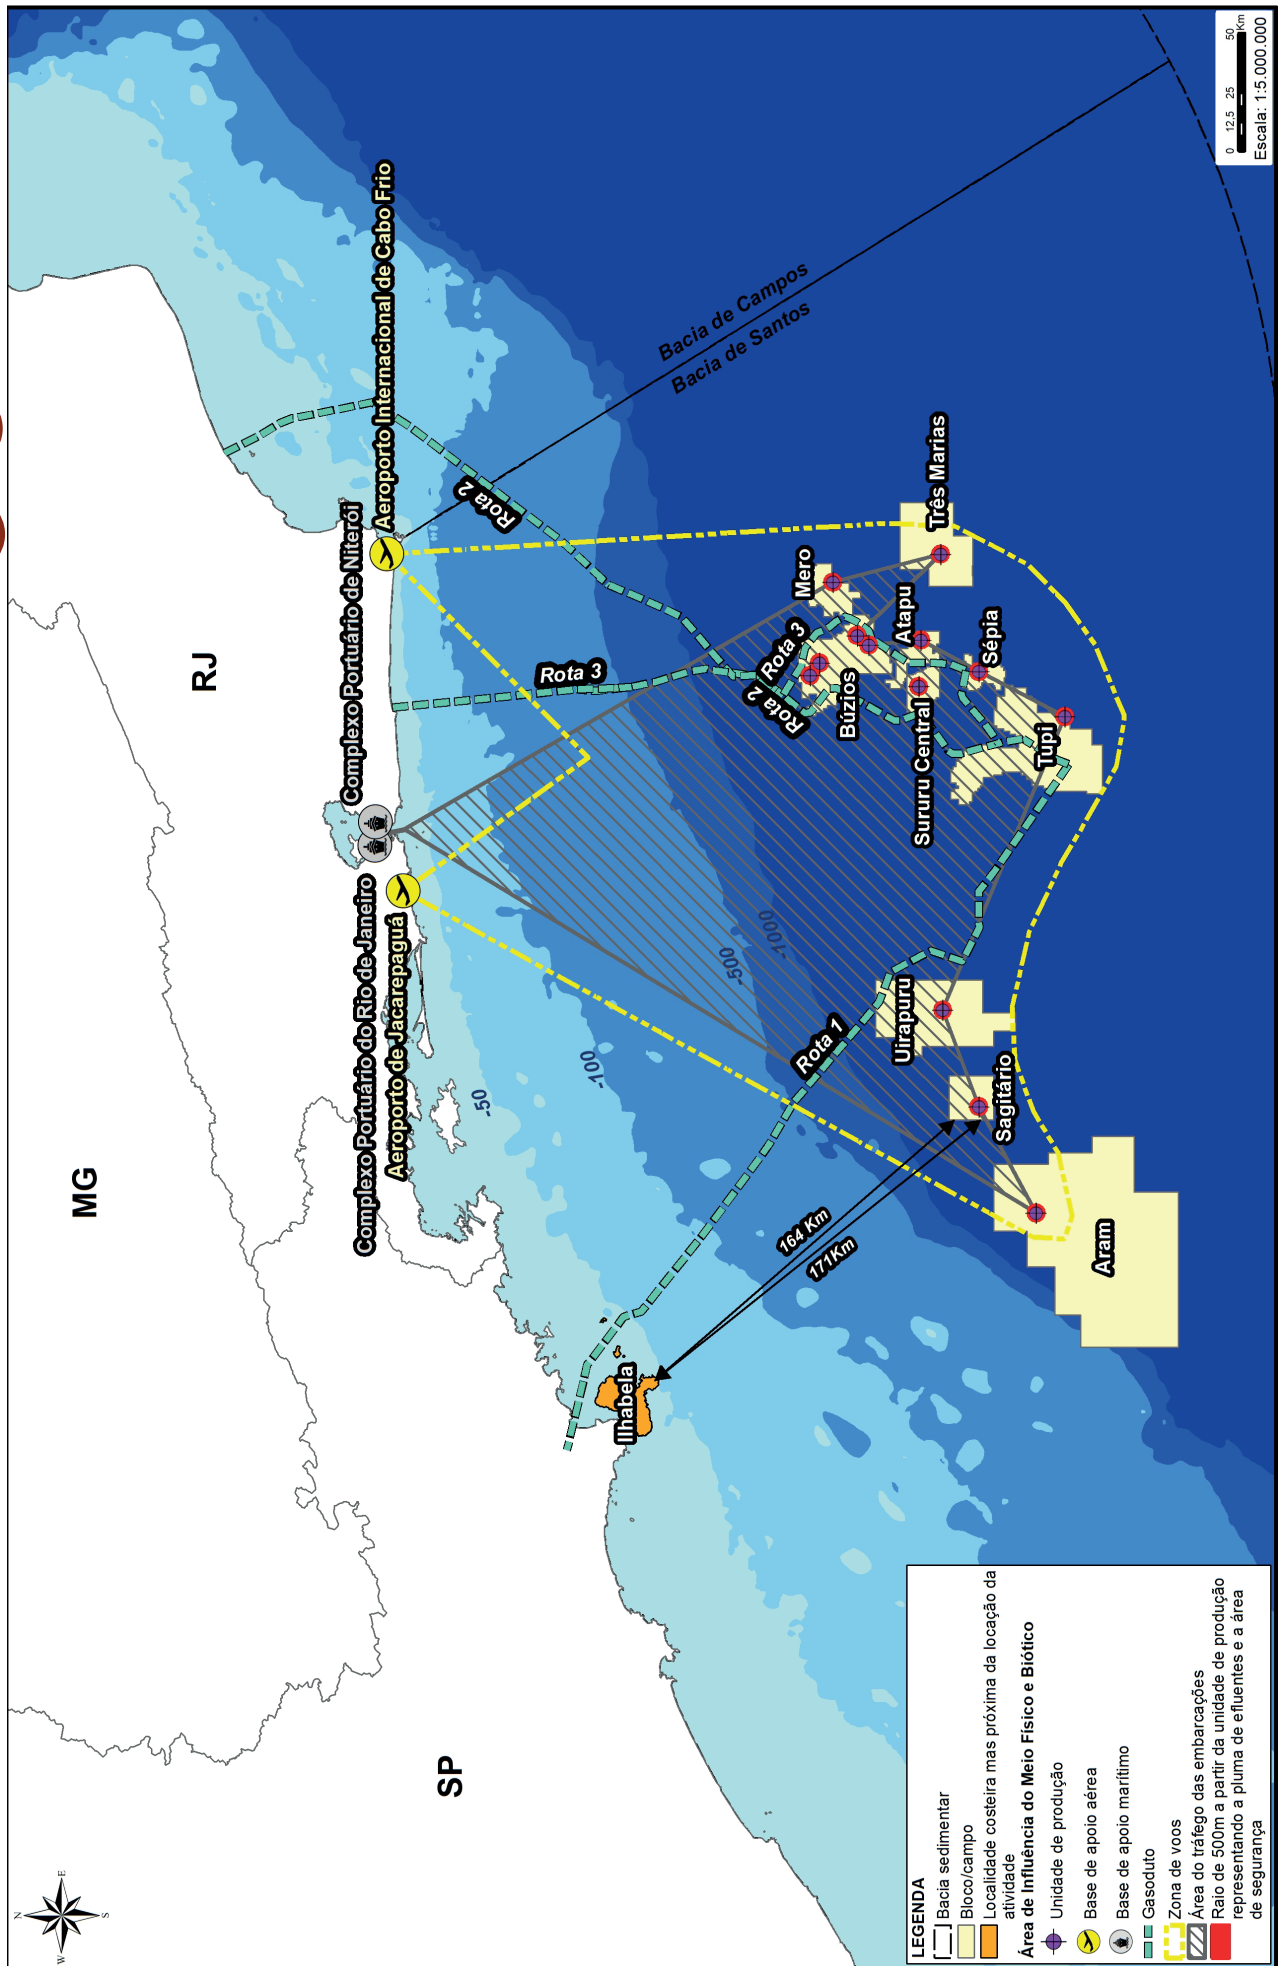 N
W
E
S
MG
RJ
SP
Complexo Portuário de Niterói
Aeroporto Internacional de Cabo Frio
Complexo Portuário do Rio de Janeiro
Aeroporto de Jacarepaguá
Ilhabela
-50
-100
-500
-1000
Rota 1
Rota 2
Rota 3
Rota 3
Rota 2
Bacia de Campos
Bacia de Santos
164 Km
171Km
Mero
Três Marias
Atapu
Sépia
Búzios
Sururu Central
Tupi
Uirapuru
Sagitário
Aram
LEGENDA
Bacia sedimentar
Bloco/campo
Localidade costeira mas próxima da locação da
atividade
Área de Influência do Meio Físico e Biótico
Unidade de produção
Base de apoio aérea
Base de apoio marítimo
Gasoduto
Zona de voos
Área do tráfego das embarcações
Raio de 500m a partir da unidade de produção
representando a pluma de efluentes e a área
de segurança
0 12,5 25 50
Km
Escala: 1:5.000.000